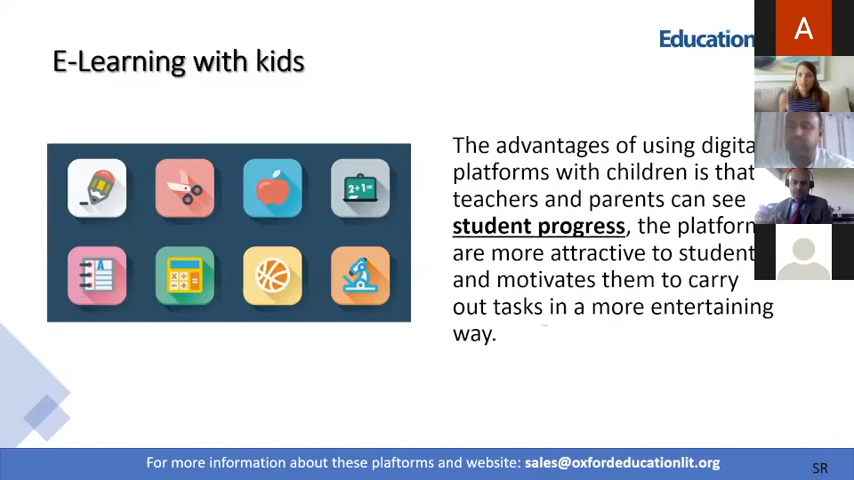 E-Learning with kids
Education
A
2+1=
A
The advantages of using digita
platforms with children is that
teachers and parents can see
student progress, the platform
are more attractive to student
and motivates them to carry
out tasks in a more entertaining
way.
For more information about these plaftorms and website: sales@oxfordeducationlit.org
SR